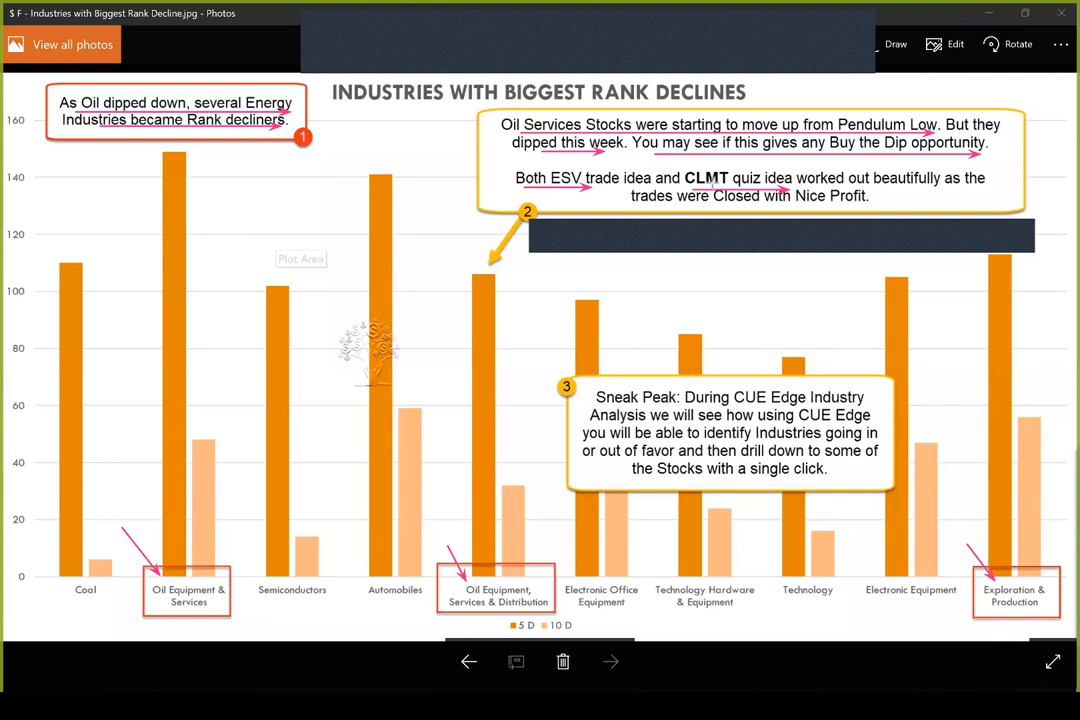 $ F - Industries with Biggest Rank Decline.jpg - Photos
View all photos
Draw
Edit
Rotate
INDUSTRIES WITH BIGGEST RANK DECLINES
As Oil dipped down, several Energy
Industries became Rank decliners.
1
Oil Services Stocks were starting to move up from Pendulum Low. But they
dipped this week. You may see if this gives any Buy the Dip opportunity.
Both ESV trade idea and CLMT quiz idea worked out beautifully as the
trades were Closed with Nice Profit.
2
Plot Area
3
Sneak Peak: During CUE Edge Industry
Analysis we will see how using CUE Edge
you will be able to identify Industries going in
or out of favor and then drill down to some of
the Stocks with a single click.
160
140
120
100
80
60
40
20
0
Coal
Oil Equipment &
Services
Semiconductors
Automobiles
Oil Equipment,
Services & Distribution
Electronic Office
Equipment
Technology Hardware
& Equipment
Technology
Electronic Equipment
Exploration &
Production
5 D
10 D